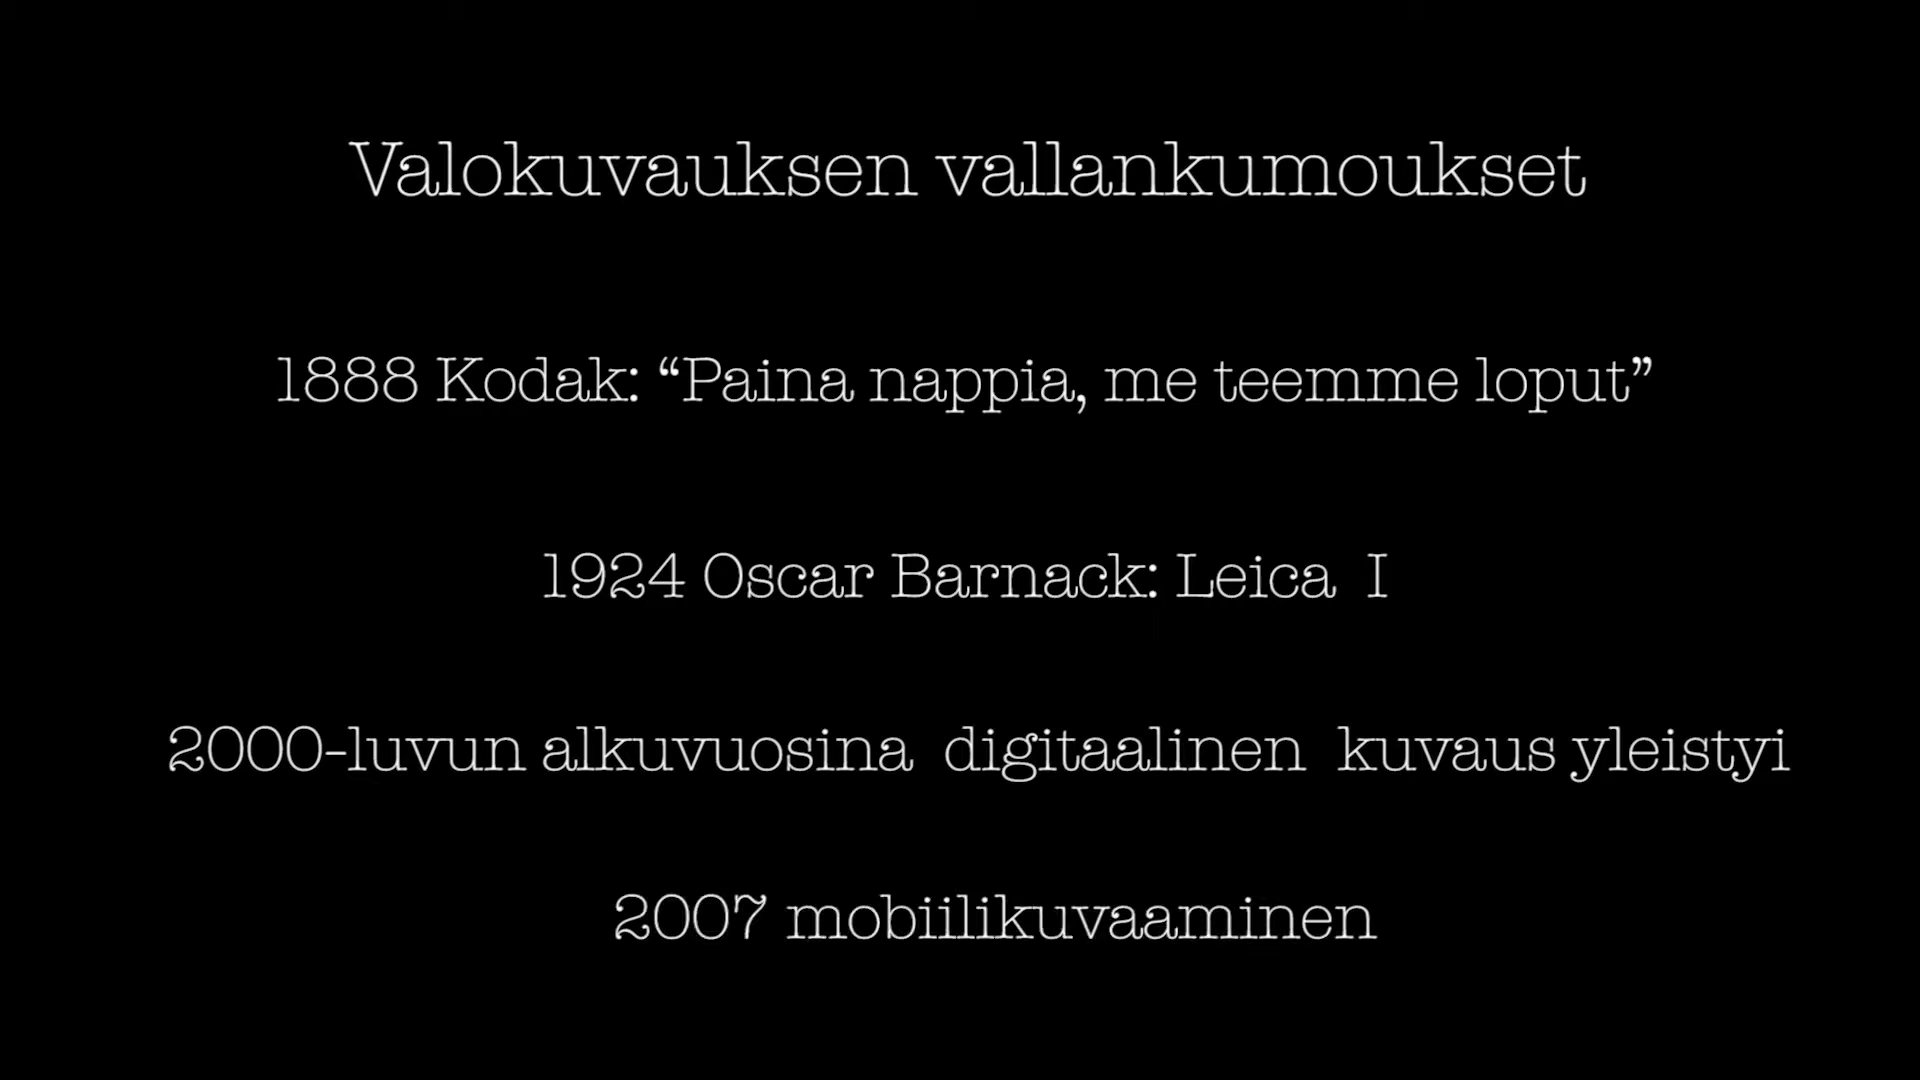 Valokuvauksen vallankumoukset
1888 Kodak: “Paina nappia, me teemme loput”
1924 Oscar Barnack: Leica I
2000-luvun alkuvuosina digitaalinen kuvaus yleistyi
2007 mobiilikuvaaminen